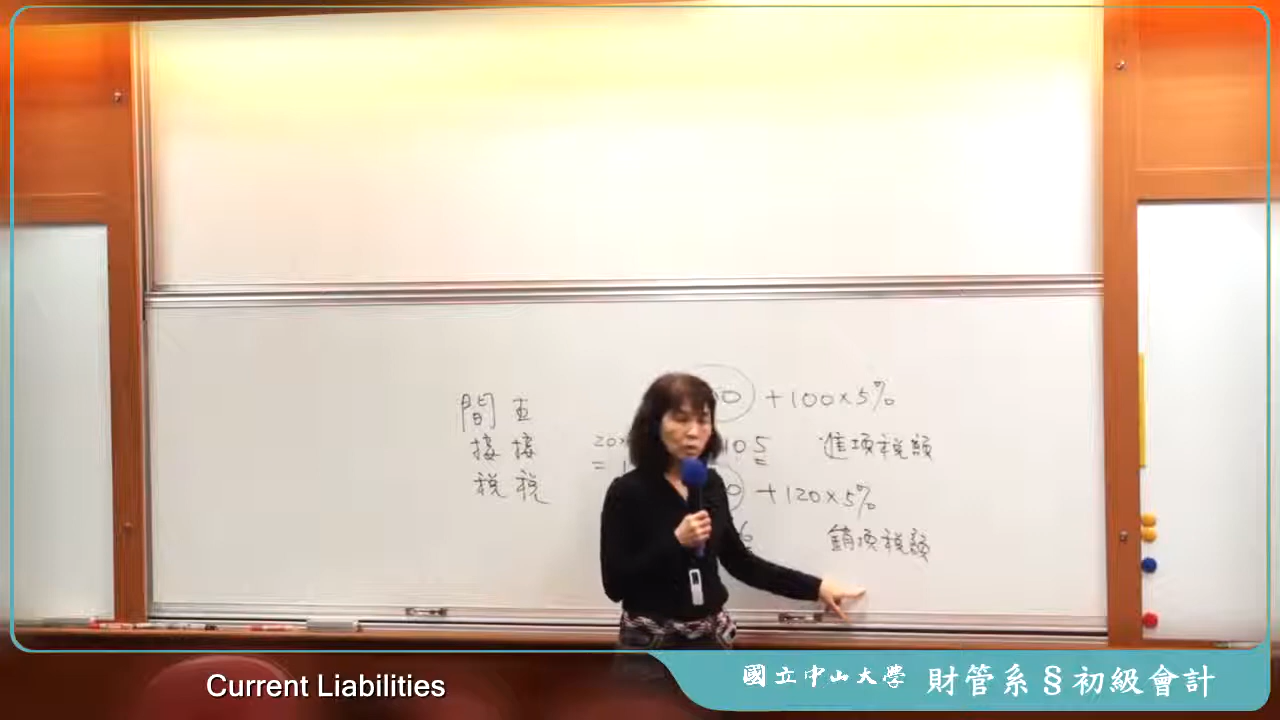 間 直
接 接
稅 稅
+100×5%
105 進項稅額
+120×5%
6 銷項稅額
Current Liabilities
國立中山大學 財管系§初級會計